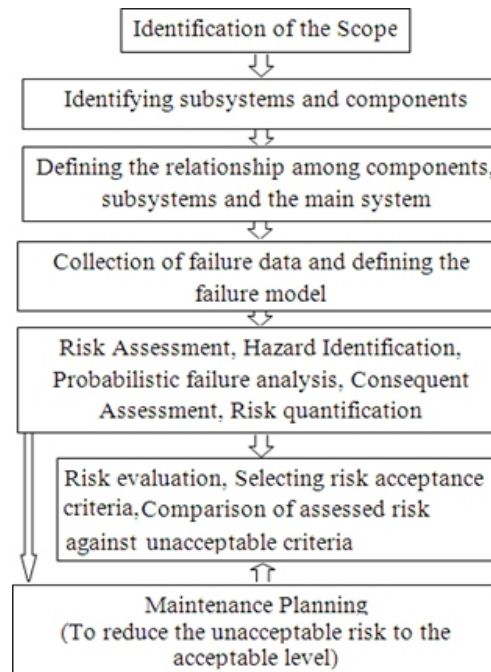 Identification of the Scope
Identifying subsystems and components
Defining the relationship among components,
subsystems and the main system
Collection of failure data and defining the
failure model
Risk Assessment, Hazard Identification,
Probabilistic failure analysis, Consequent
Assessment, Risk quantification
Risk evaluation, Selecting risk acceptance
criteria,Comparison of assessed risk
against unacceptable criteria
Maintenance Planning
(To reduce the unacceptable risk to the
acceptable level)